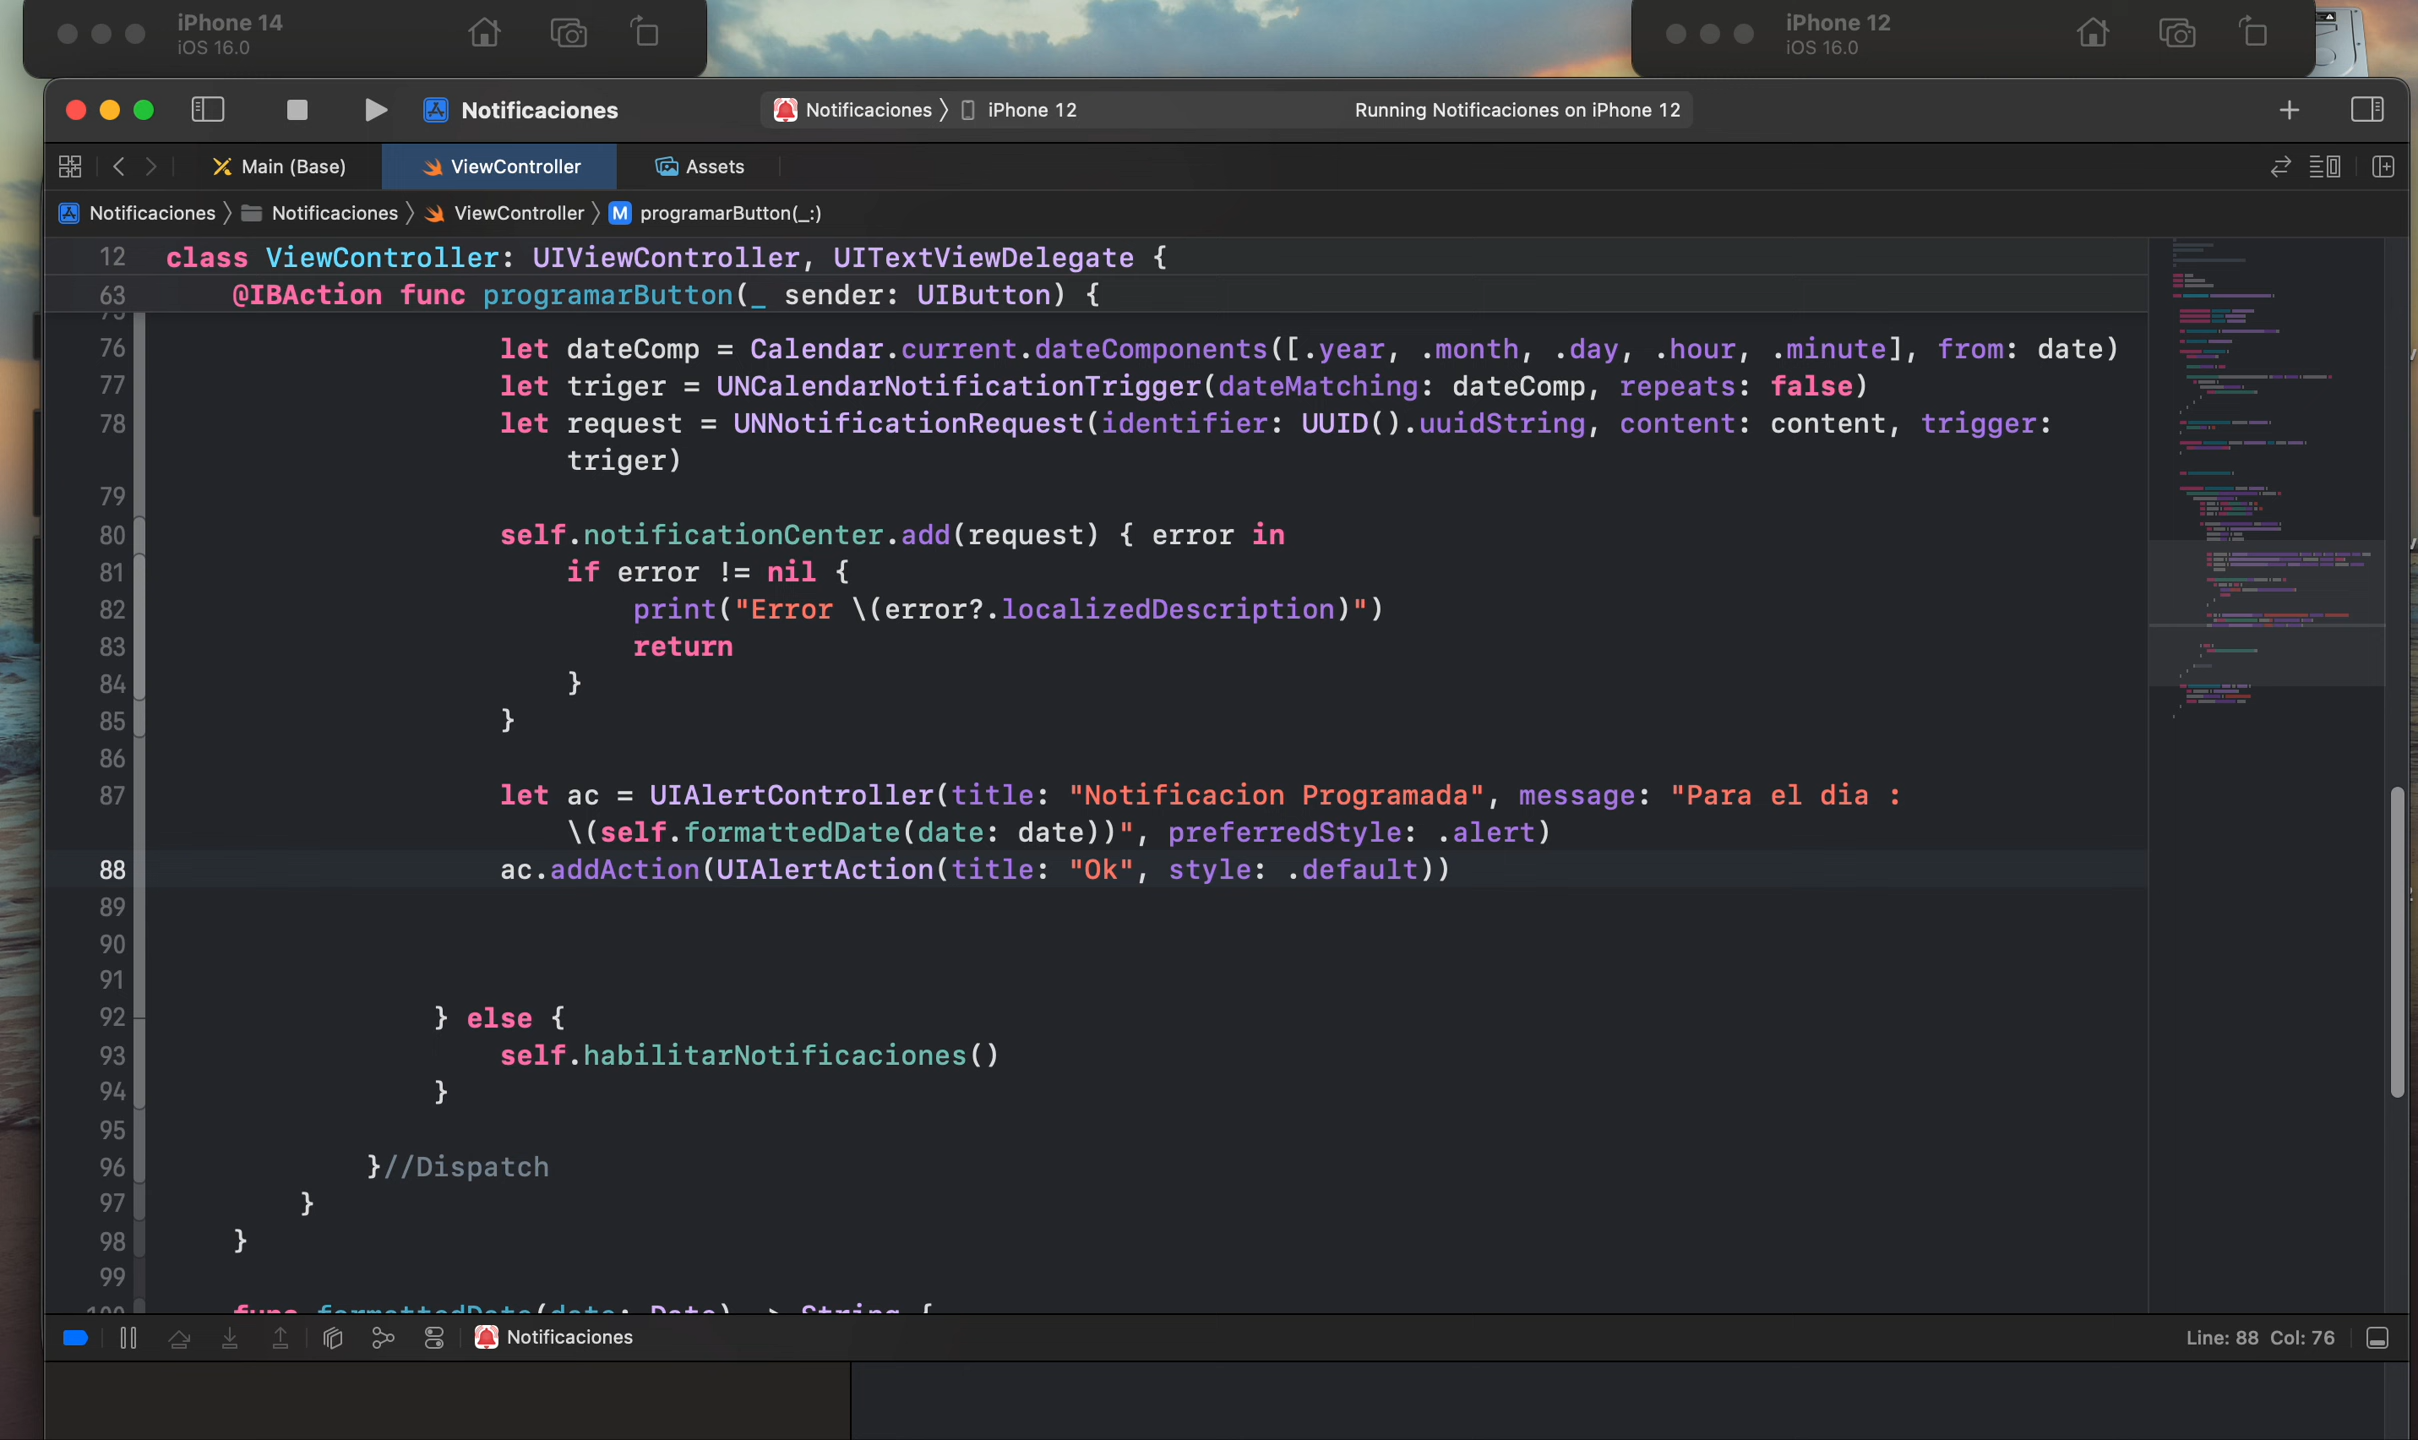 iPhone 14
iOS 16.0
iPhone 12
iOS 16.0
Notificaciones
Notificaciones 〉 iPhone 12
Running Notificaciones on iPhone 12
Main (Base)
ViewController
Assets
Notificaciones 〉 Notificaciones 〉 ViewController 〉 M programarButton(_:)
12 class ViewController: UIViewController, UITextViewDelegate {
63 @IBAction func programarButton(_ sender: UIButton) {
75
76 let dateComp = Calendar.current.dateComponents([.year, .month, .day, .hour, .minute], from: date)
77 let triger = UNCalendarNotificationTrigger(dateMatching: dateComp, repeats: false)
78 let request = UNNotificationRequest(identifier: UUID().uuidString, content: content, trigger:
triger)
79
80 self.notificationCenter.add(request) { error in
81 if error != nil {
82 print("Error \(error?.localizedDescription)")
83 return
84 }
85 }
86
87 let ac = UIAlertController(title: "Notificacion Programada", message: "Para el dia :
\(self.formattedDate(date: date))", preferredStyle: .alert)
88 ac.addAction(UIAlertAction(title: "Ok", style: .default))
89
90
91
92 } else {
93 self.habilitarNotificaciones()
94 }
95
96 }//Dispatch
97 }
98 }
99
100 func formattedDate(date: Date) -> String {
Notificaciones
Line: 88 Col: 76